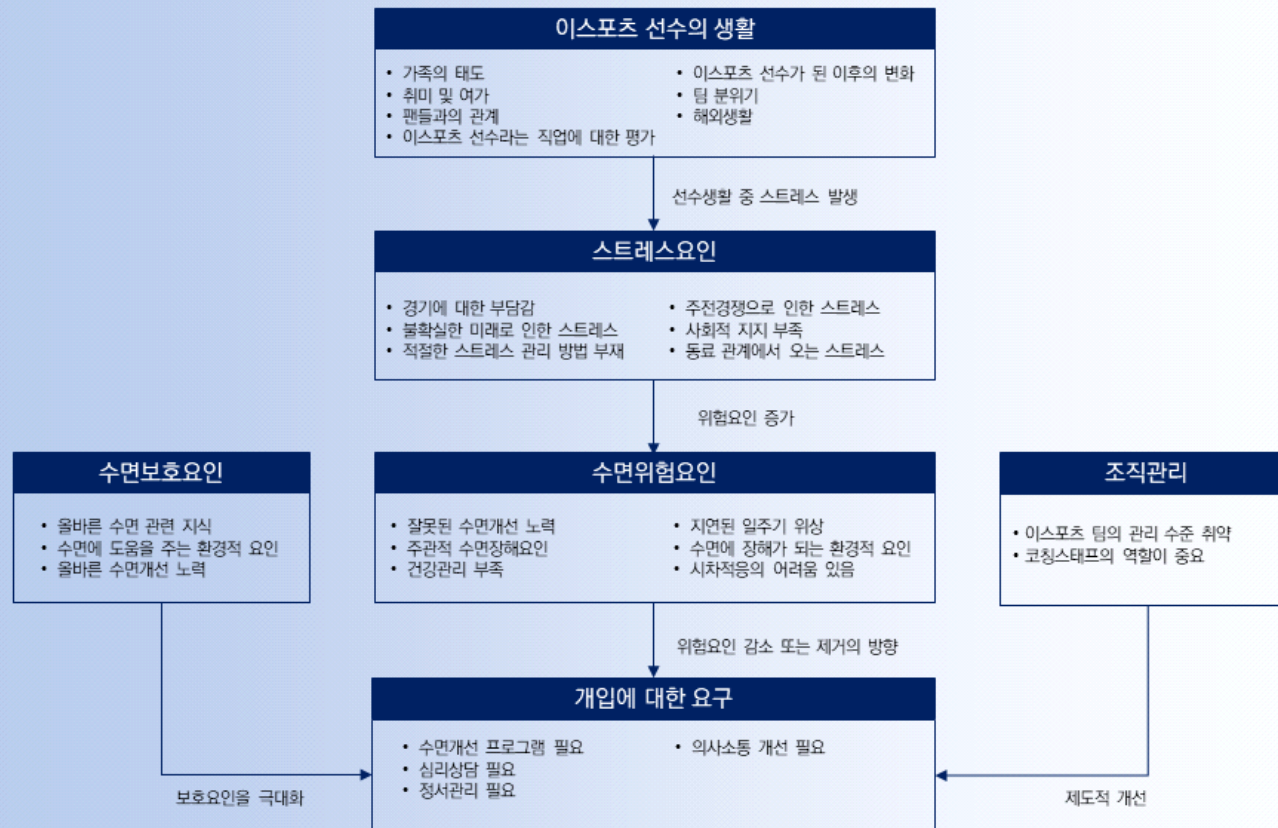 이스포츠 선수의 생활
• 가족의 태도
• 취미 및 여가
• 팬들과의 관계
• 이스포츠 선수라는 직업에 대한 평가
• 이스포츠 선수가 된 이후의 변화
• 팀 분위기
• 해외생활
선수생활 중 스트레스 발생
스트레스요인
• 경기에 대한 부담감
• 불확실한 미래로 인한 스트레스
• 적절한 스트레스 관리 방법 부재
• 주전경쟁으로 인한 스트레스
• 사회적 지지 부족
• 동료 관계에서 오는 스트레스
위험요인 증가
수면보호요인
• 올바른 수면 관련 지식
• 수면에 도움을 주는 환경적 요인
• 올바른 수면개선 노력
수면위험요인
• 잘못된 수면개선 노력
• 주관적 수면장해요인
• 건강관리 부족
• 지연된 일주기 위상
• 수면에 장해가 되는 환경적 요인
• 시차적응의 어려움 있음
조직관리
• 이스포츠 팀의 관리 수준 취약
• 코칭스태프의 역할이 중요
위험요인 감소 또는 제거의 방향
개입에 대한 요구
• 수면개선 프로그램 필요
• 심리상담 필요
• 정서관리 필요
• 의사소통 개선 필요
보호요인을 극대화
제도적 개선